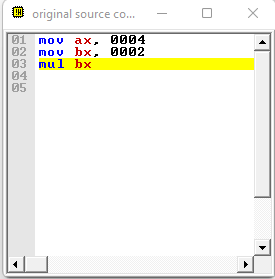 original source co...
01 mov ax, 0004
02 mov bx, 0002
03 mul bx
04
05